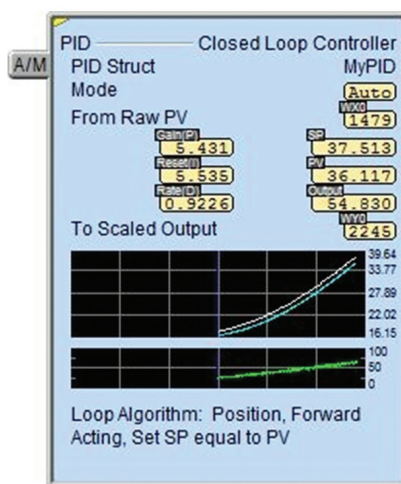 PID Closed Loop Controller
A/M
PID Struct MyPID
Mode Auto
WX0
From Raw PV 1479
Gain(P) SP
5.431 37.513
Reset(I) PV
5.535 36.117
Rate(D) Output
0.9226 54.830
WY0
To Scaled Output 2245
39.64
33.77
27.89
22.02
16.15
100
50
0
Loop Algorithm: Position, Forward
Acting, Set SP equal to PV